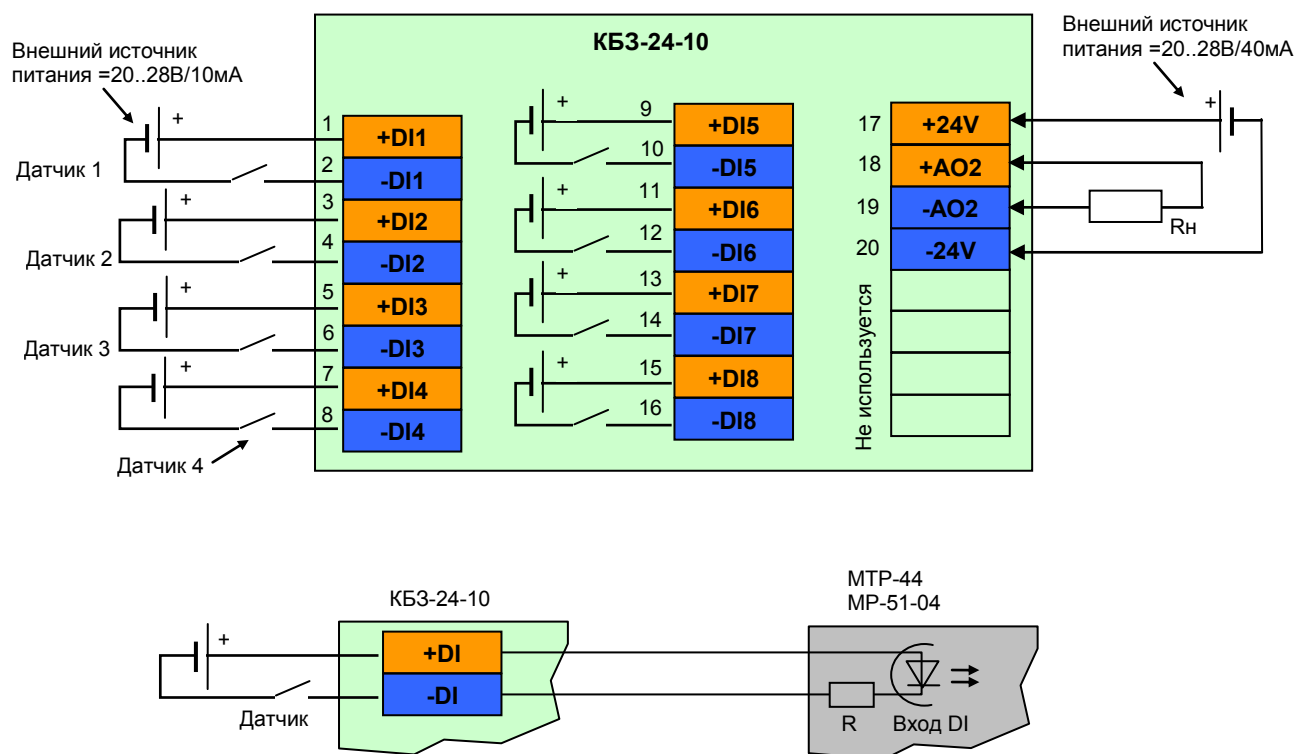 КБЗ-24-10
Внешний источник
питания =20..28В/10мА
Внешний источник
питания =20..28В/40мА
+
1
+DI1
Датчик 1
2
-DI1
+
3
+DI2
Датчик 2
4
-DI2
+
5
+DI3
Датчик 3
6
-DI3
+
7
+DI4
8
-DI4
Датчик 4
+
9
+DI5
10
-DI5
+
11
+DI6
12
-DI6
+
13
+DI7
14
-DI7
+
15
+DI8
16
-DI8
17
+24V
+
18
+AO2
19
-AO2
Rн
20
-24V
Не используется
КБЗ-24-10
МТР-44
МР-51-04
+
+DI
-DI
Датчик
R
Вход DI